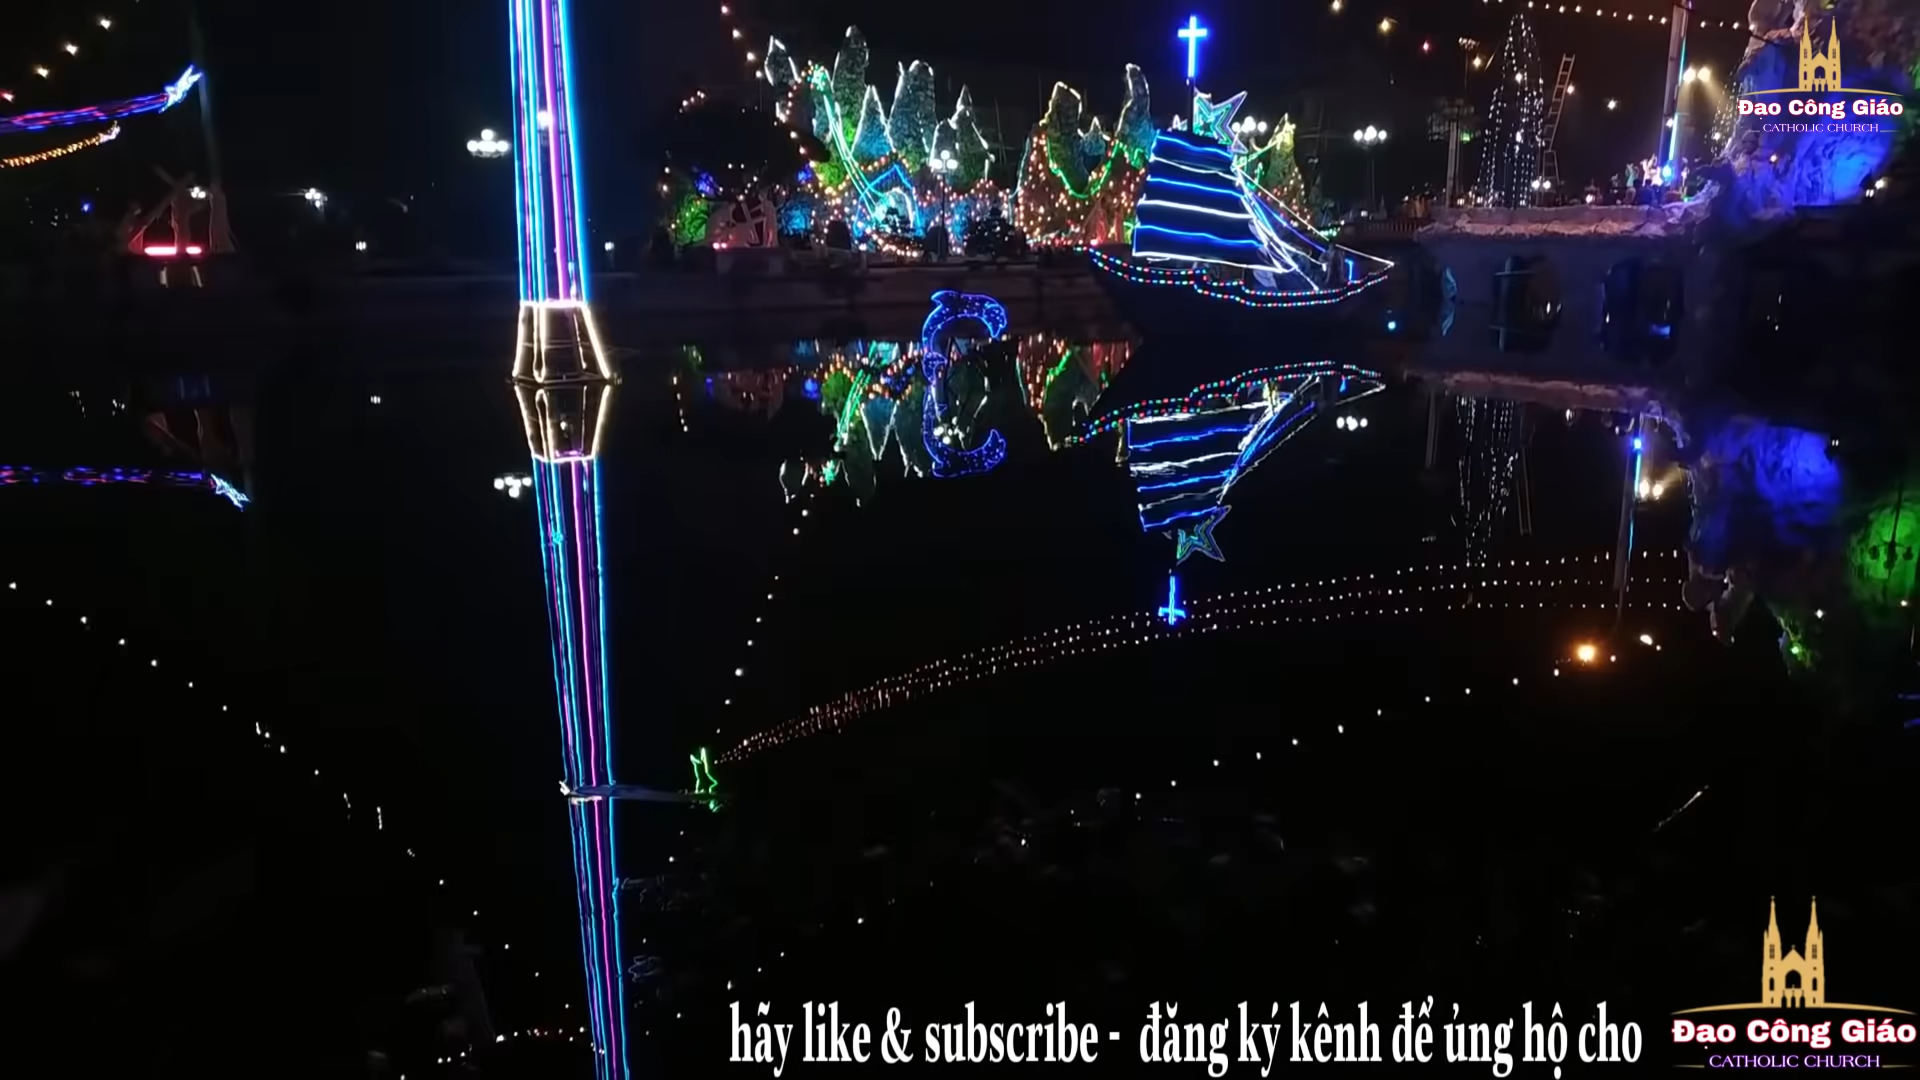 Đạo Công Giáo
CATHOLIC CHURCH
hãy like & subscribe - đăng ký kênh để ủng hộ cho
Đạo Công Giáo
CATHOLIC CHURCH